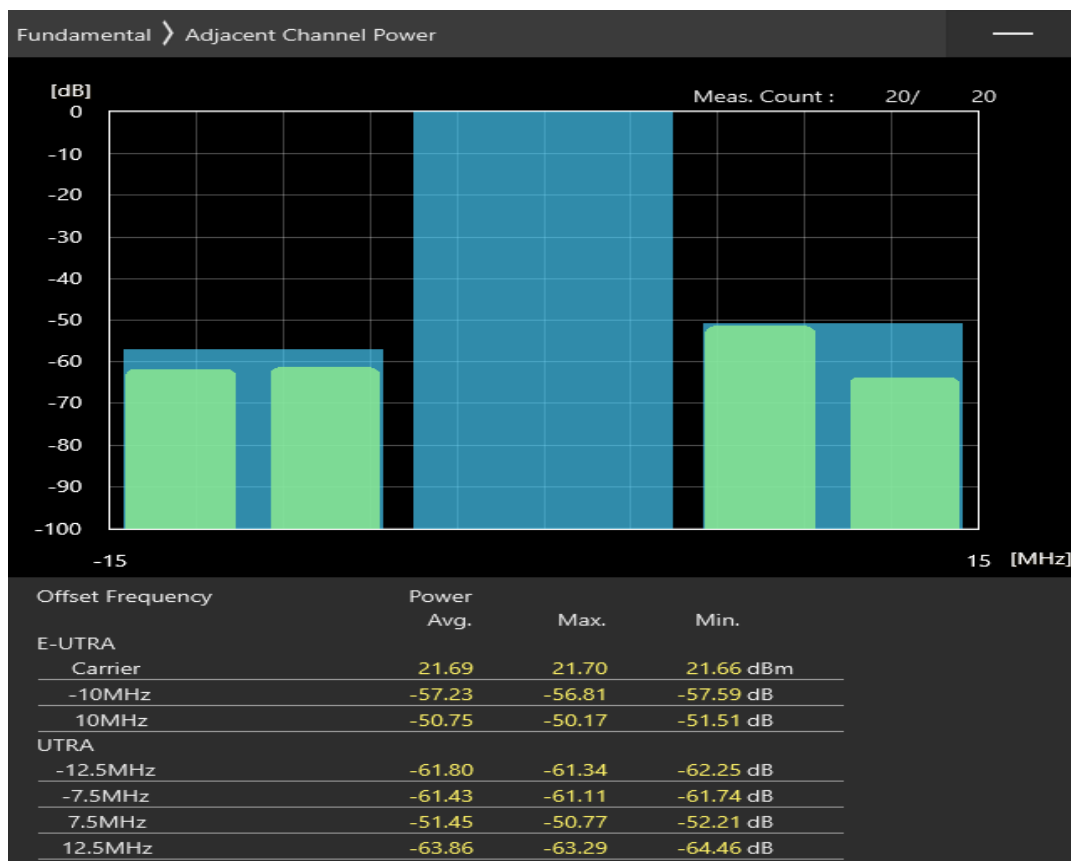 Fundamental ❯ Adjacent Channel Power
[dB]
Meas. Count : 20/ 20
0
-10
-20
-30
-40
-50
-60
-70
-80
-90
-100
-15 15 [MHz]
Offset Frequency Power
Avg. Max. Min.
E-UTRA
Carrier 21.69 21.70 21.66 dBm
-10MHz -57.23 -56.81 -57.59 dB
10MHz -50.75 -50.17 -51.51 dB
UTRA
-12.5MHz -61.80 -61.34 -62.25 dB
-7.5MHz -61.43 -61.11 -61.74 dB
7.5MHz -51.45 -50.77 -52.21 dB
12.5MHz -63.86 -63.29 -64.46 dB